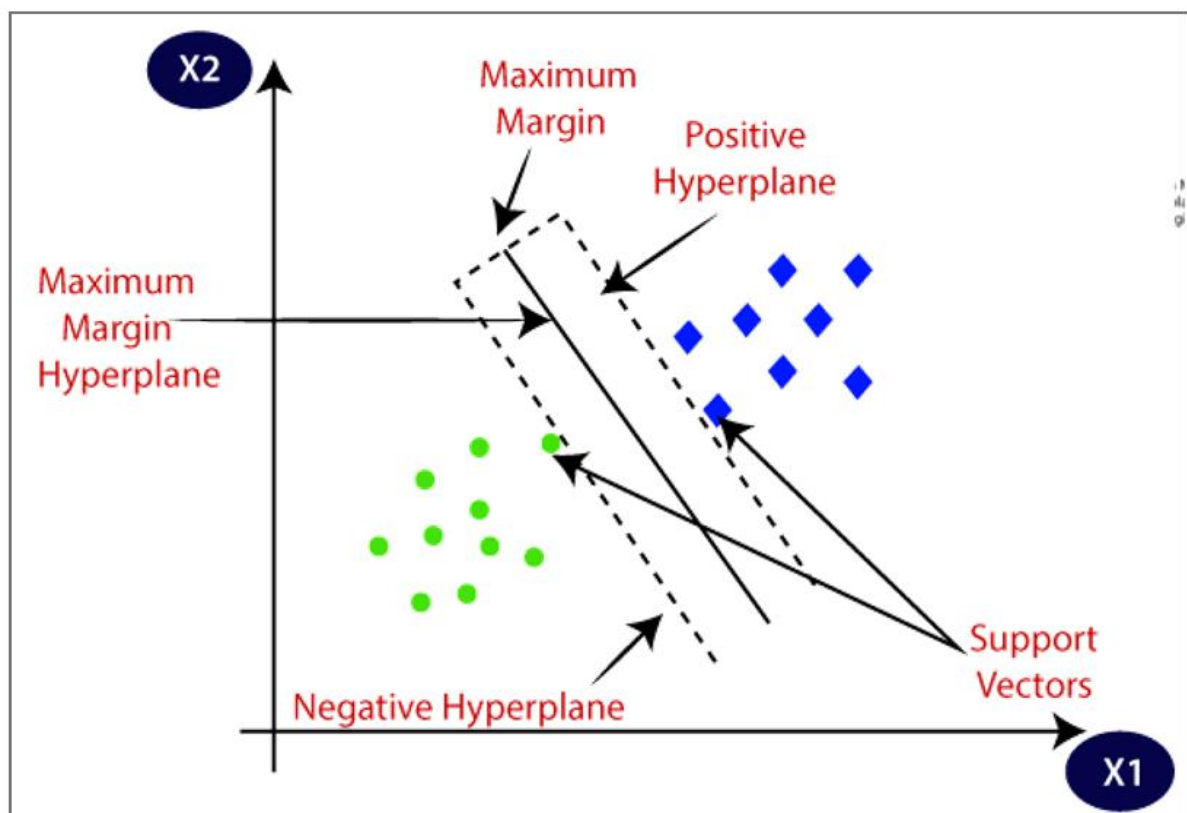 X2
Maximum
Margin
Positive
Hyperplane
Maximum
Margin
Hyperplane
Support
Vectors
Negative Hyperplane
X1